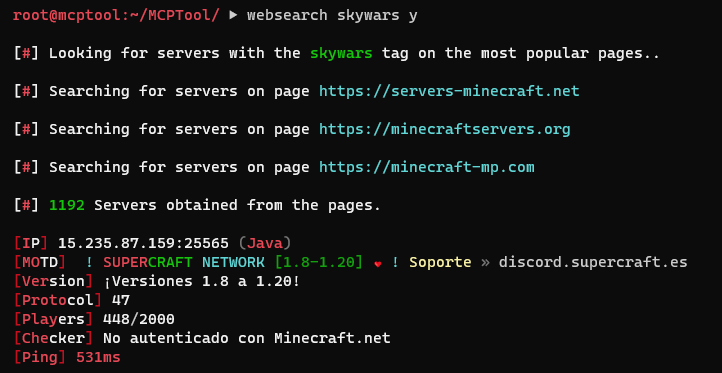 root@mcptool:~/MCPTool/ ► websearch skywars y
[#] Looking for servers with the skywars tag on the most popular pages..
[#] Searching for servers on page https://servers-minecraft.net
[#] Searching for servers on page https://minecraftservers.org
[#] Searching for servers on page https://minecraft-mp.com
[#] 1192 Servers obtained from the pages.
[IP] 15.235.87.159:25565 (Java)
[MOTD]  ! SUPERCRAFT NETWORK [1.8-1.20] ❤ ! Soporte » discord.supercraft.es
[Version] ¡Versiones 1.8 a 1.20!
[Protocol] 47
[Players] 448/2000
[Checker] No autenticado con Minecraft.net
[Ping] 531ms